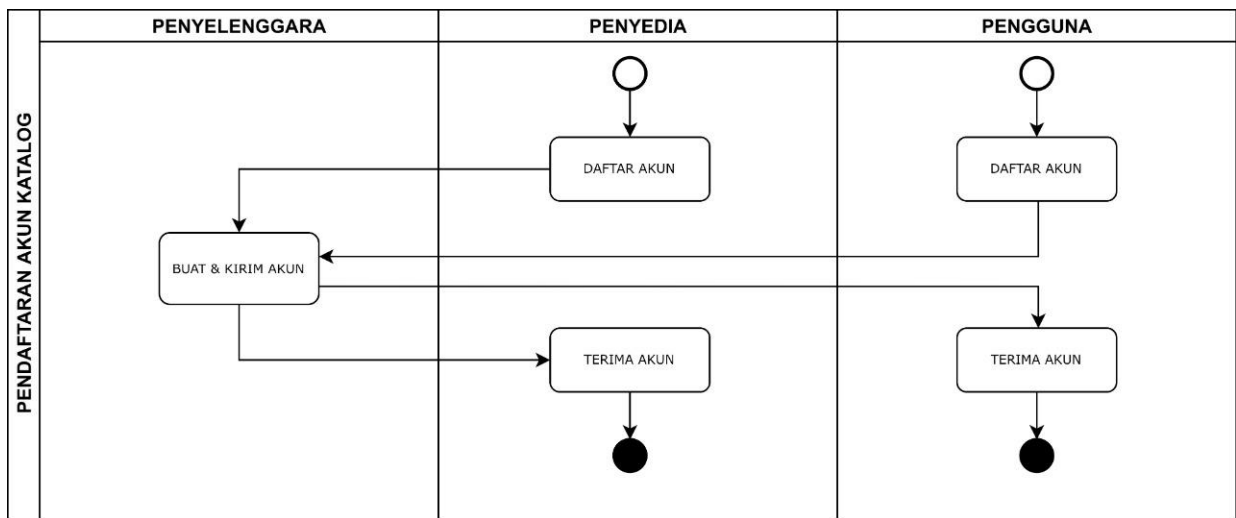 PENDAFTARAN AKUN KATALOG
PENYELENGGARA
PENYEDIA
PENGGUNA
DAFTAR AKUN
DAFTAR AKUN
BUAT & KIRIM AKUN
TERIMA AKUN
TERIMA AKUN